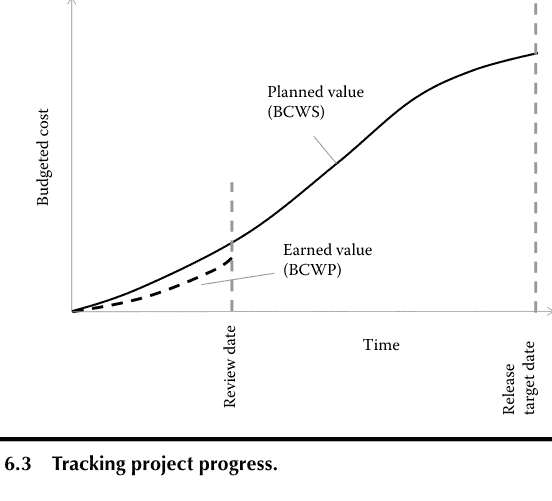 Planned value
(BCWS)
Budgeted cost
Earned value
(BCWP)
Review date
Time
Release
target date
6.3 Tracking project progress.